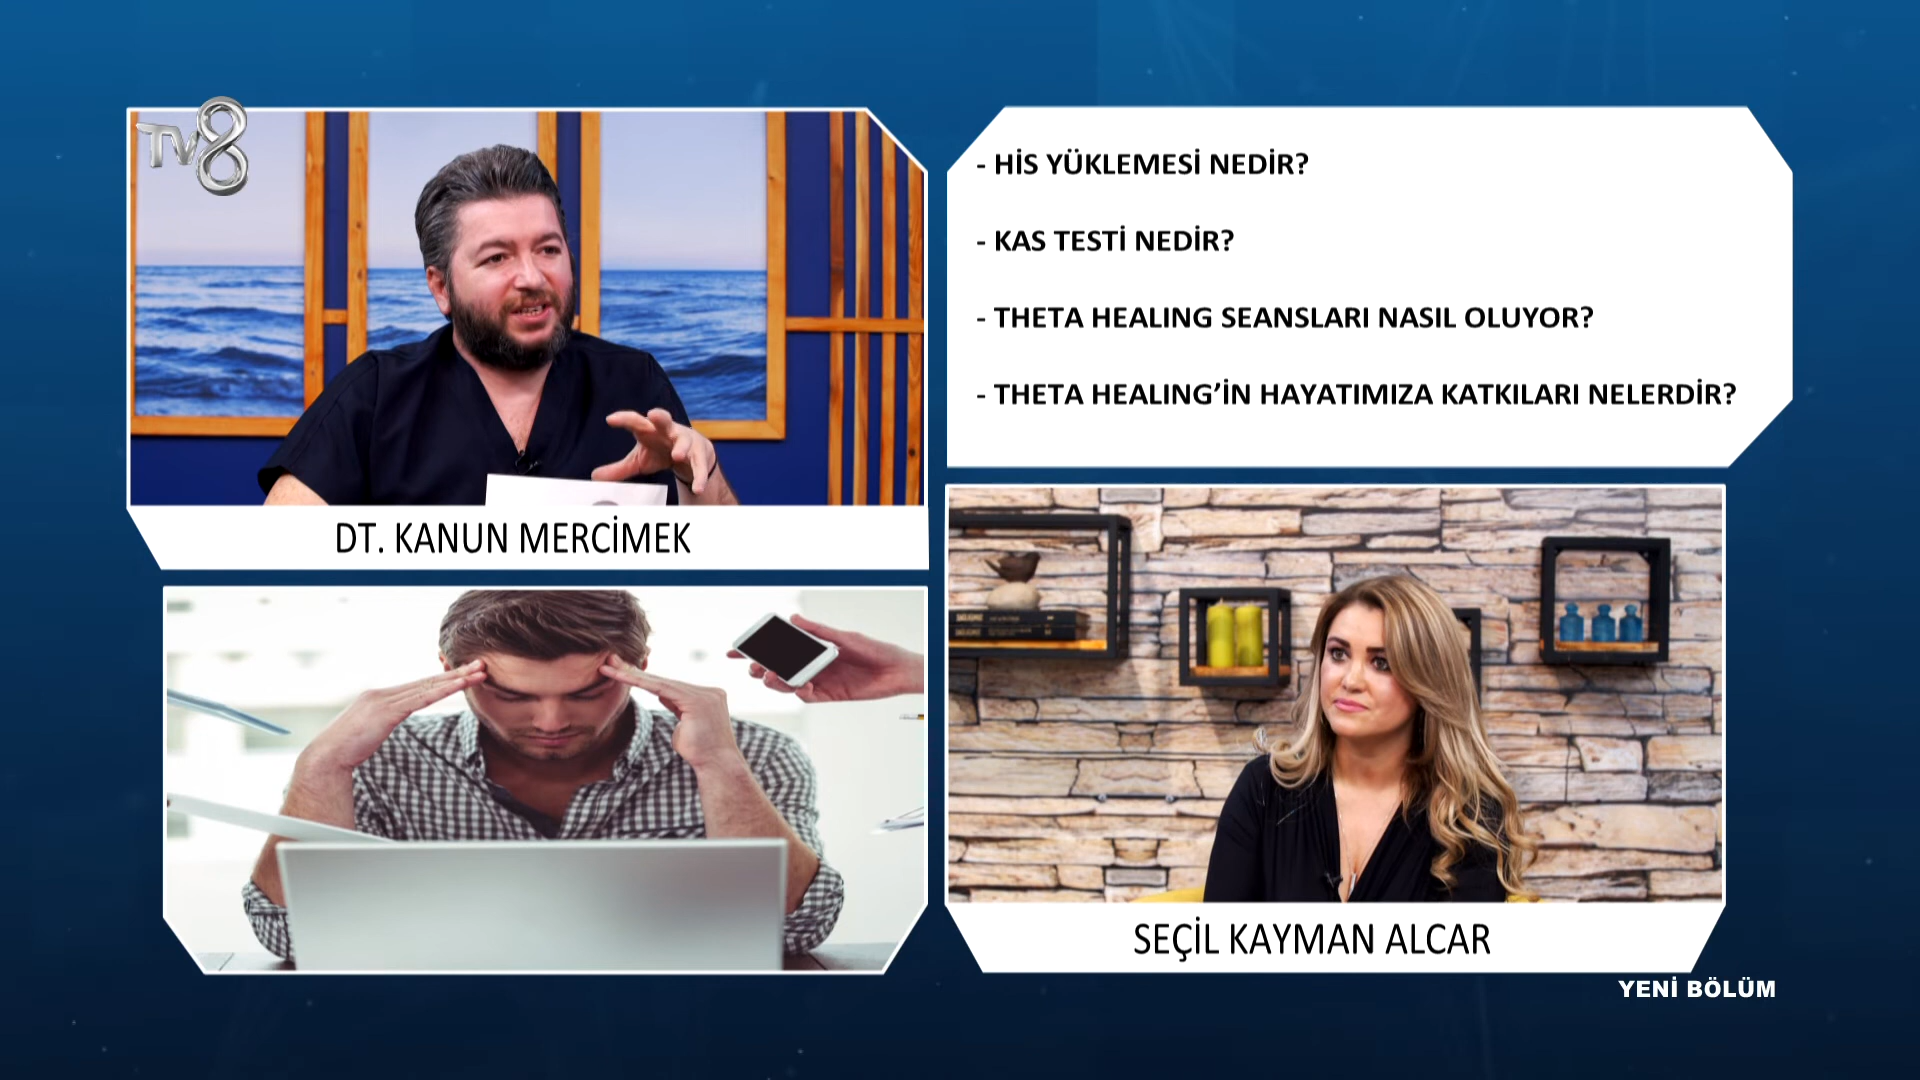 TV8
- HİS YÜKLEMESİ NEDİR?
- KAS TESTİ NEDİR?
- THETA HEALING SEANSLARI NASIL OLUYOR?
- THETA HEALING’İN HAYATIMIZA KATKILARI NELERDİR?
DT. KANUN MERCİMEK
SEÇİL KAYMAN ALCAR
YENİ BÖLÜM